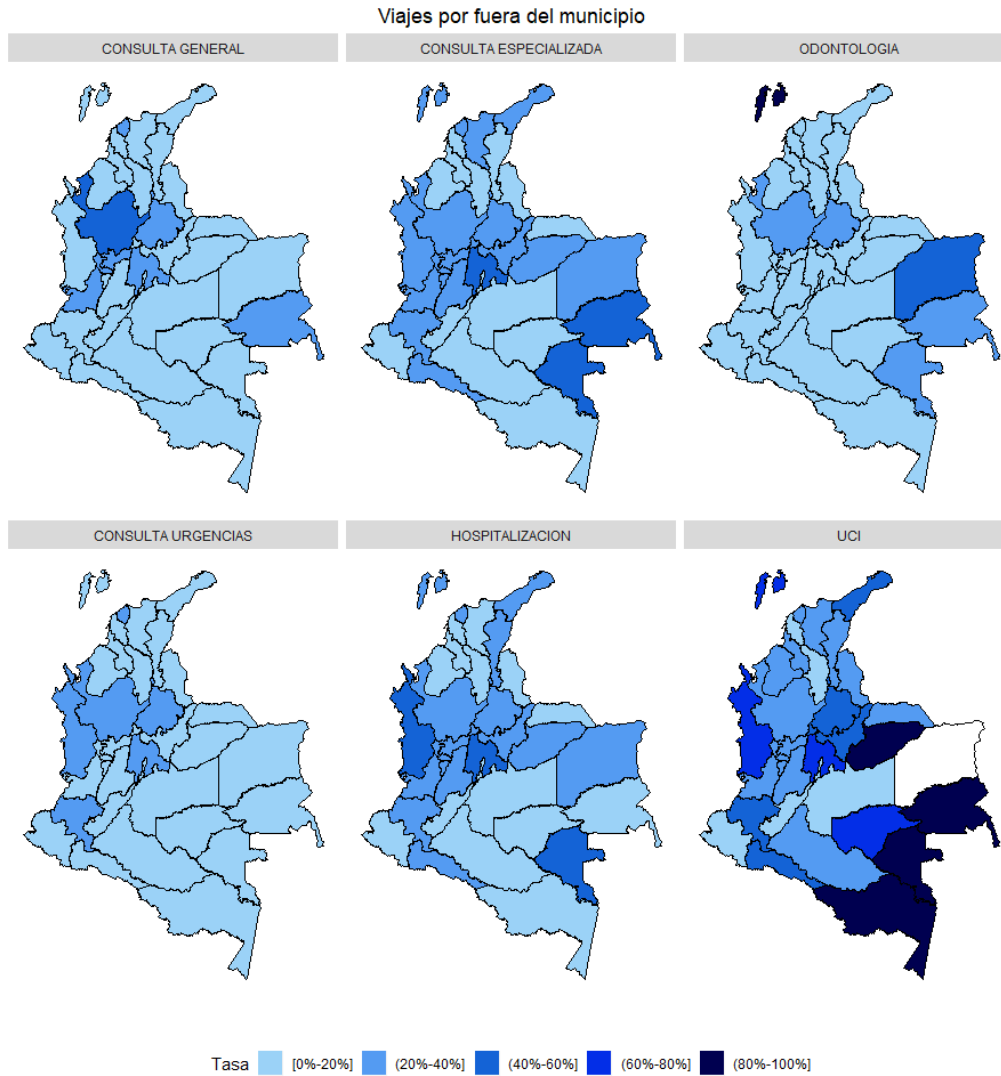 Viajes por fuera del municipio
CONSULTA GENERAL
CONSULTA ESPECIALIZADA
ODONTOLOGIA
CONSULTA URGENCIAS
HOSPITALIZACION
UCI
Tasa [0%-20%] (20%-40%] (40%-60%] (60%-80%] (80%-100%]